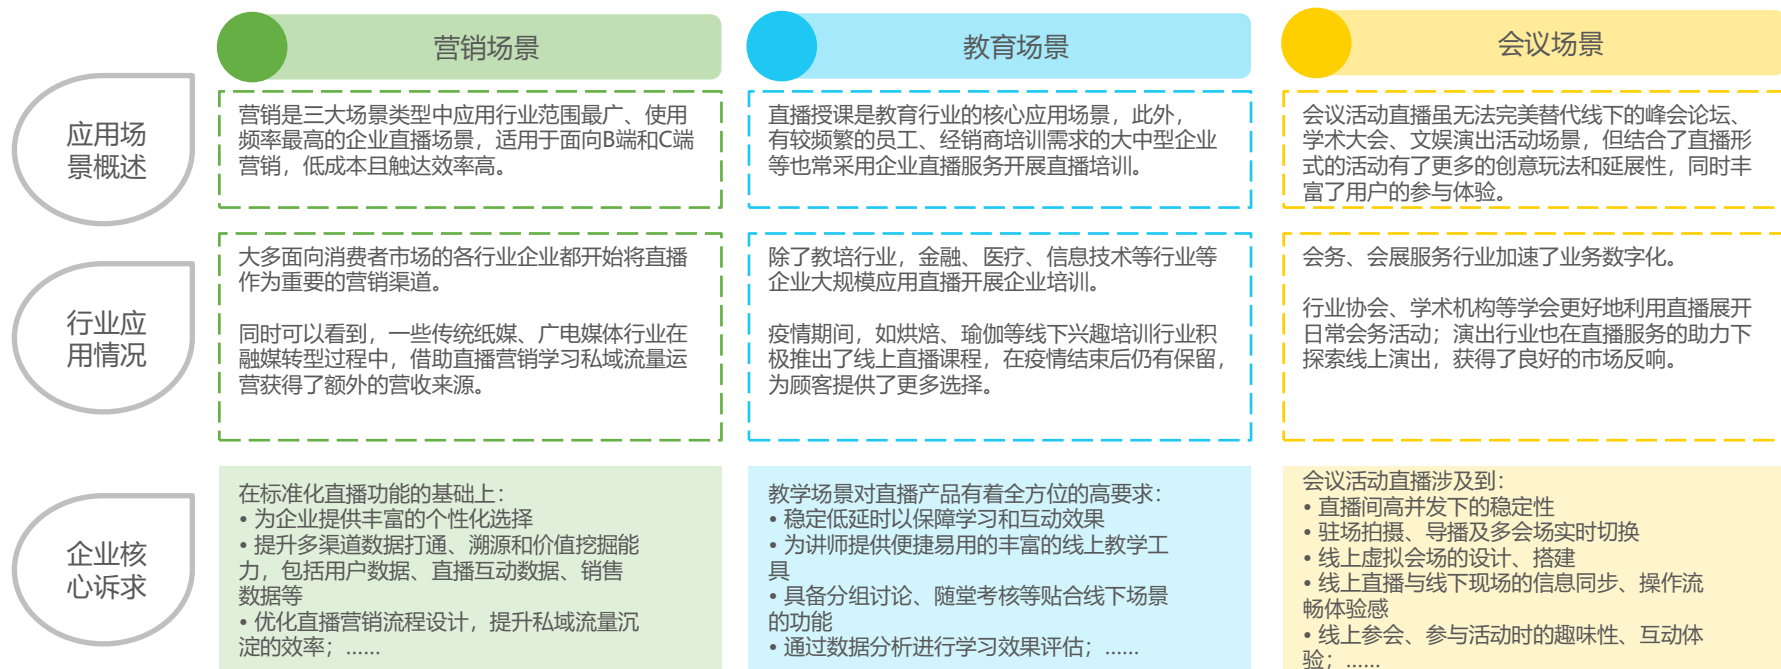 营销场景
教育场景
会议场景
应用场
景概述
营销是三大场景类型中应用行业范围最广、使用
频率最高的企业直播场景，适用于面向B端和C端
营销，低成本且触达效率高。
直播授课是教育行业的核心应用场景，此外，
有较频繁的员工、经销商培训需求的大中型企业
等也常采用企业直播服务开展直播培训。
会议活动直播虽无法完美替代线下的峰会论坛、
学术大会、文娱演出活动场景，但结合了直播形
式的活动有了更多的创意玩法和延展性，同时丰
富了用户的参与体验。
行业应
用情况
大多面向消费者市场的各行业企业都开始将直播
作为重要的营销渠道。
同时可以看到，一些传统纸媒、广电媒体行业在
融媒转型过程中，借助直播营销学习私域流量运
营获得了额外的营收来源。
除了教培行业，金融、医疗、信息技术等行业等
企业大规模应用直播开展企业培训。
疫情期间，如烘焙、瑜伽等线下兴趣培训行业积
极推出了线上直播课程，在疫情结束后仍有保留，
为顾客提供了更多选择。
会务、会展服务行业加速了业务数字化。
行业协会、学术机构等学会更好地利用直播展开
日常会务活动；演出行业也在直播服务的助力下
探索线上演出，获得了良好的市场反响。
企业核
心诉求
在标准化直播功能的基础上：
• 为企业提供丰富的个性化选择
• 提升多渠道数据打通、溯源和价值挖掘能
力，包括用户数据、直播互动数据、销售
数据等
• 优化直播营销流程设计，提升私域流量沉
淀的效率；……
教学场景对直播产品有着全方位的高要求：
• 稳定低延时以保障学习和互动效果
• 为讲师提供便捷易用的丰富的线上教学工
具
• 具备分组讨论、随堂考核等贴合线下场景
的功能
• 通过数据分析进行学习效果评估；……
会议活动直播涉及到：
• 直播间高并发下的稳定性
• 驻场拍摄、导播及多会场实时切换
• 线上虚拟会场的设计、搭建
• 线上直播与线下现场的信息同步、操作流
畅体验感
• 线上参会、参与活动时的趣味性、互动体
验；……